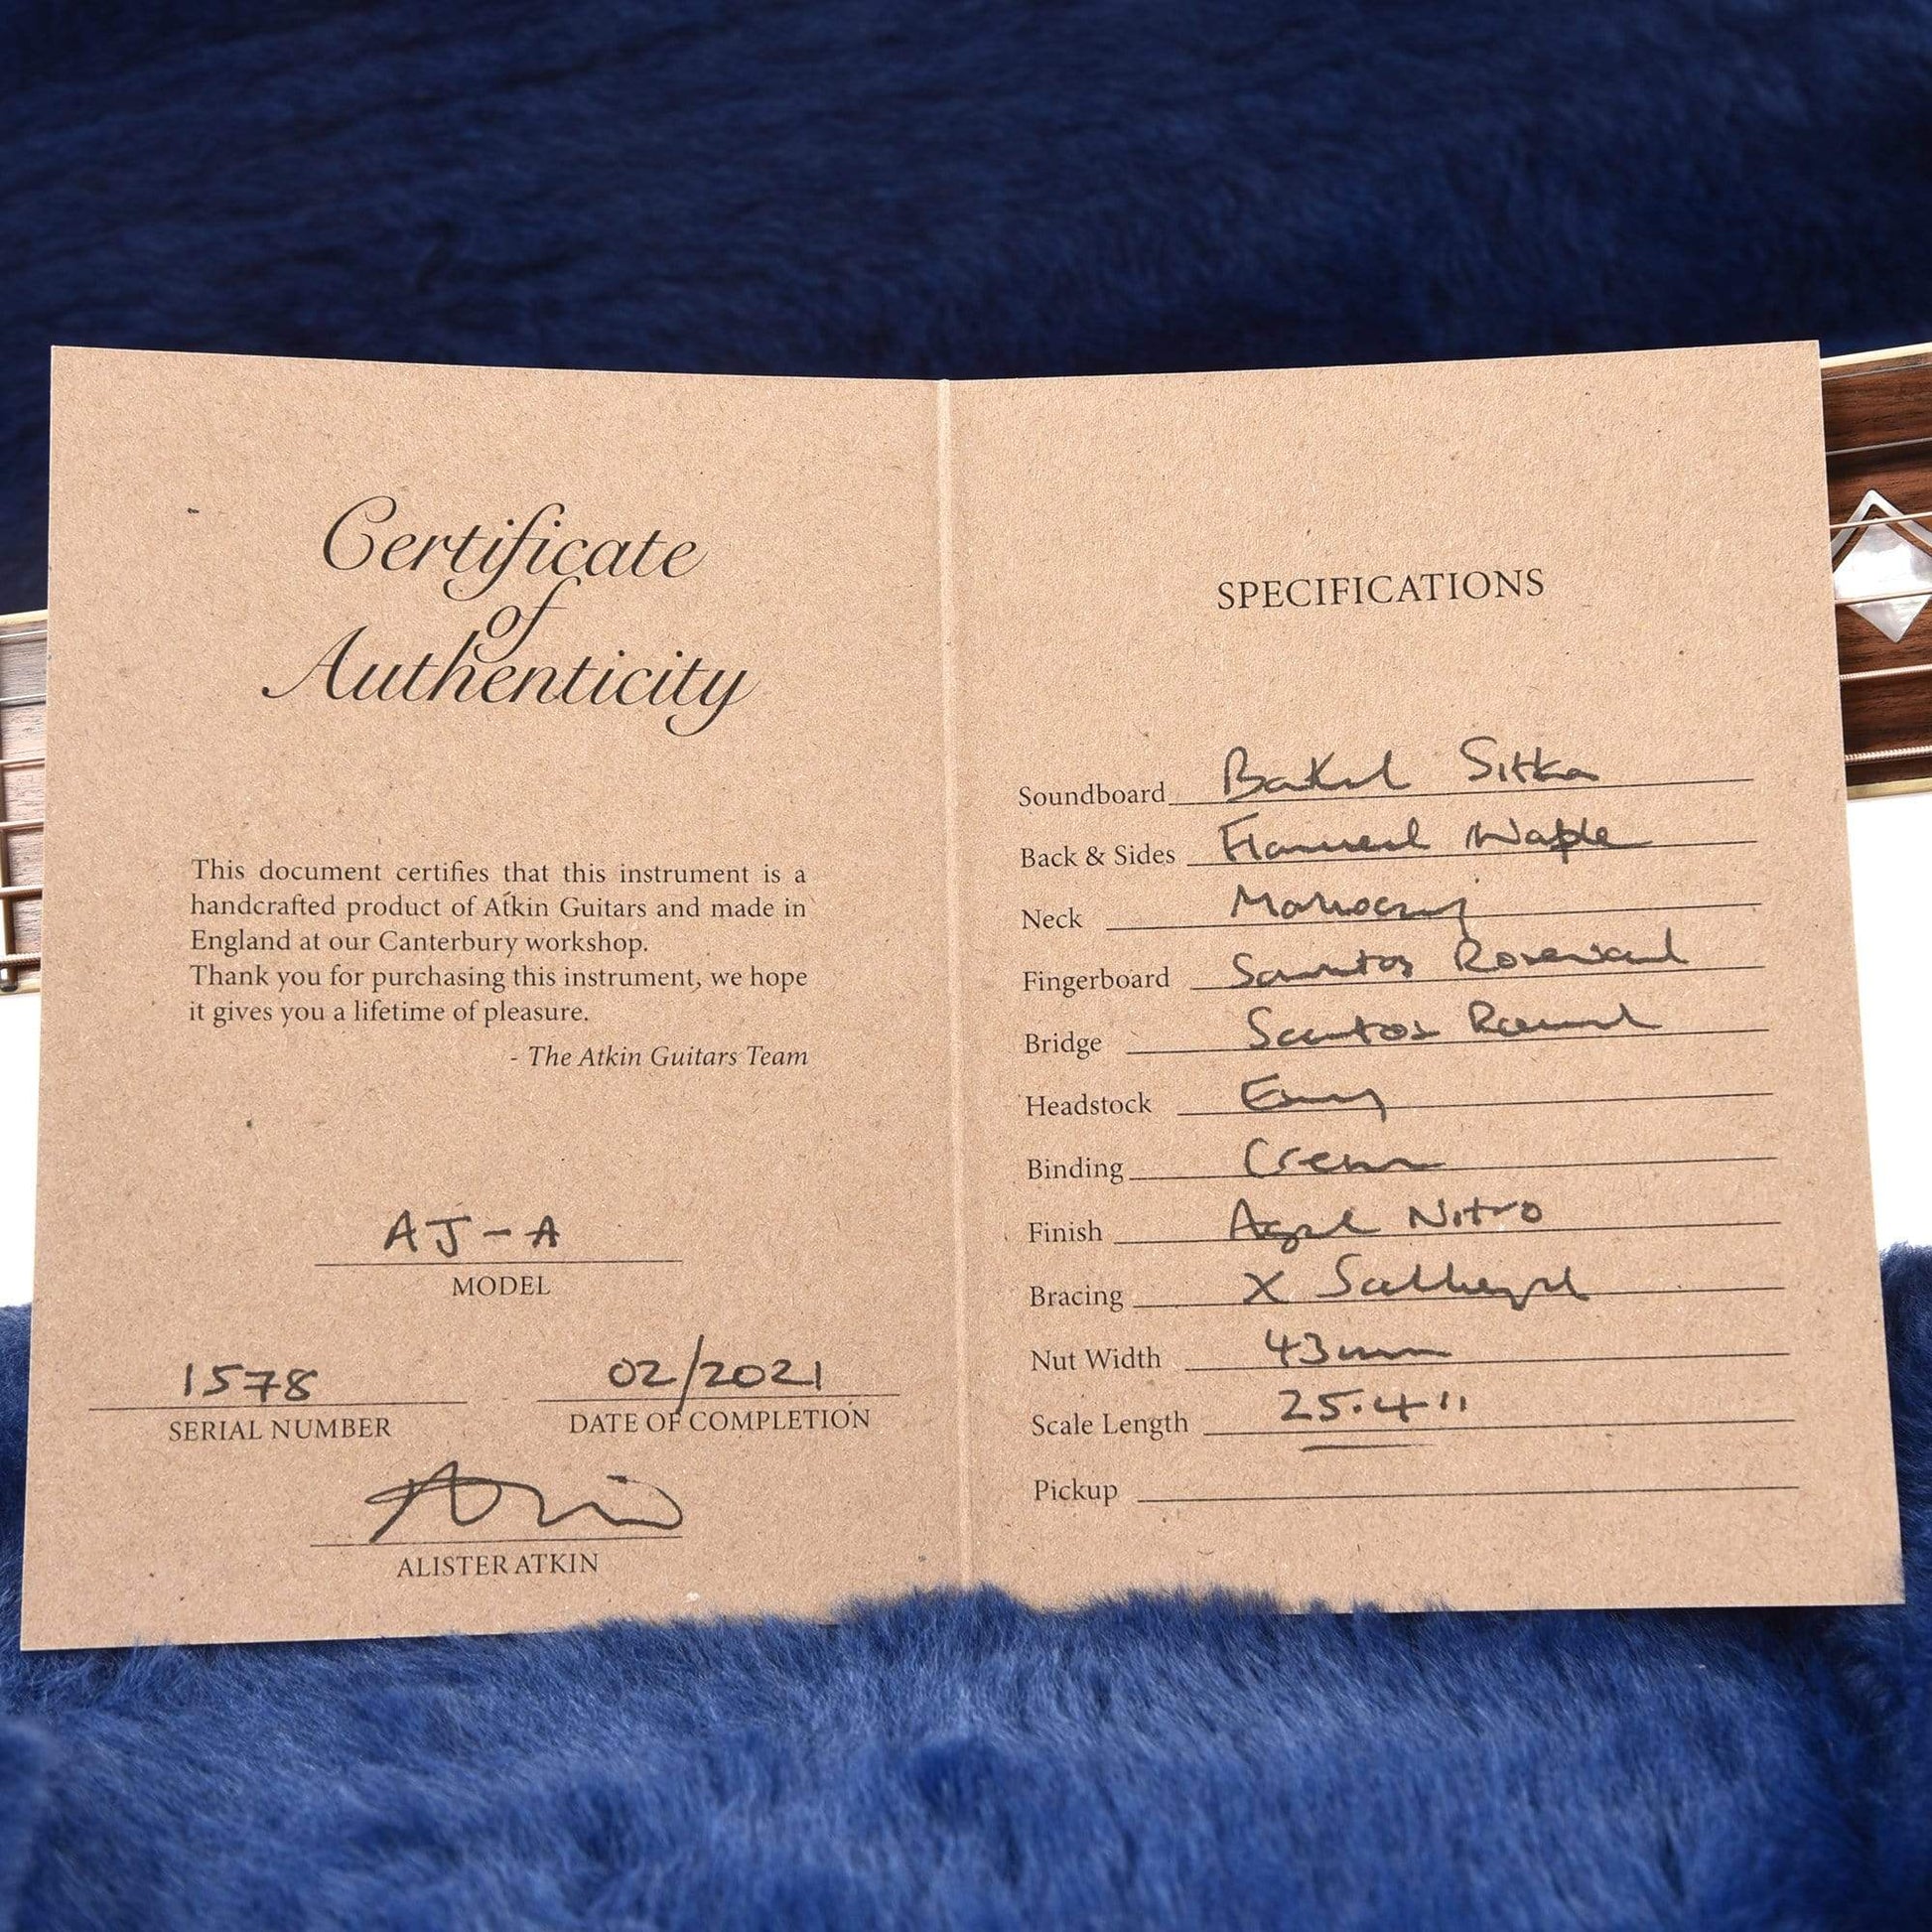 Certificate
of
Authenticity
This document certifies that this instrument is a
handcrafted product of Atkin Guitars and made in
England at our Canterbury workshop.
Thank you for purchasing this instrument, we hope
it gives you a lifetime of pleasure.
- The Atkin Guitars Team
AJ-A
MODEL
1578
SERIAL NUMBER
02/2021
DATE OF COMPLETION
ALISTER ATKIN
SPECIFICATIONS
Soundboard Baked Sitka
Back & Sides Flamed Maple
Neck Mahogany
Fingerboard Santos Rosewood
Bridge Santos Rosewood
Headstock Ebony
Binding Cream
Finish Aged Nitro
Bracing X Scalloped
Nut Width 43mm
Scale Length 25.4"
Pickup